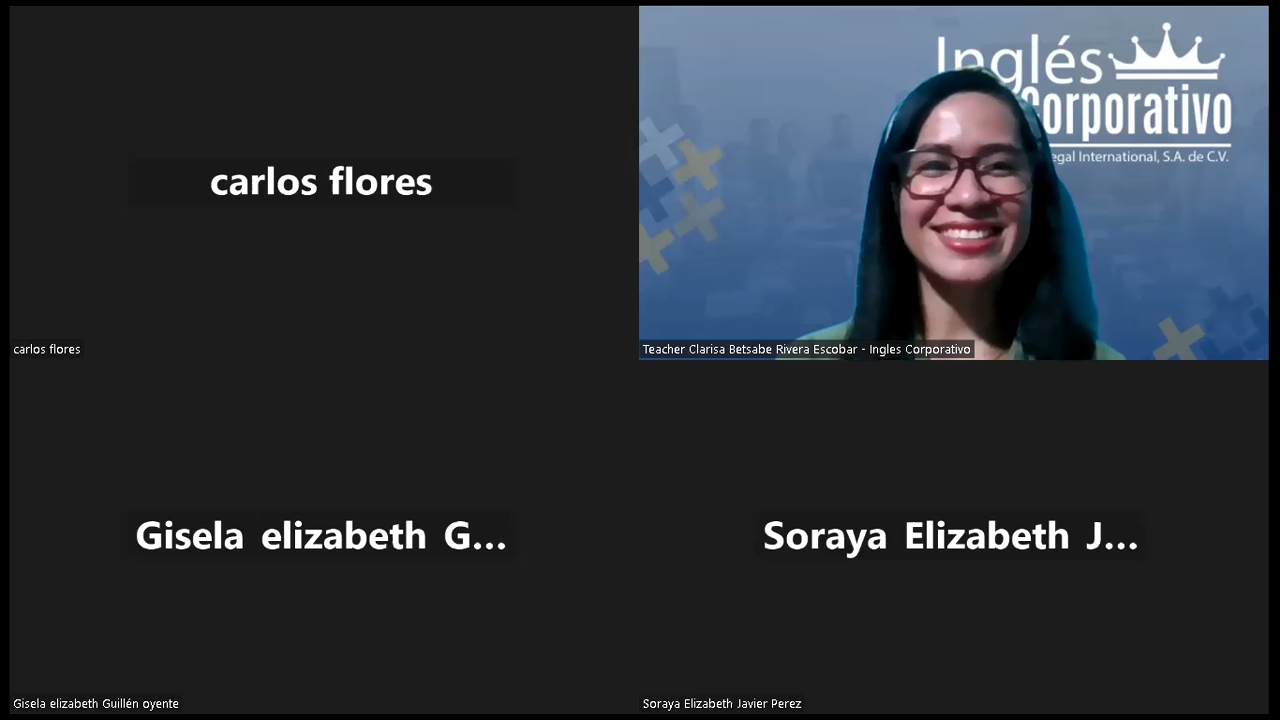 carlos flores
carlos flores
Inglés
Corporativo
egal International, S.A. de C.V.
Teacher Clarisa Betsabe Rivera Escobar - Ingles Corporativo
Gisela elizabeth G...
Gisela elizabeth Guillén oyente
Soraya Elizabeth J...
Soraya Elizabeth Javier Perez